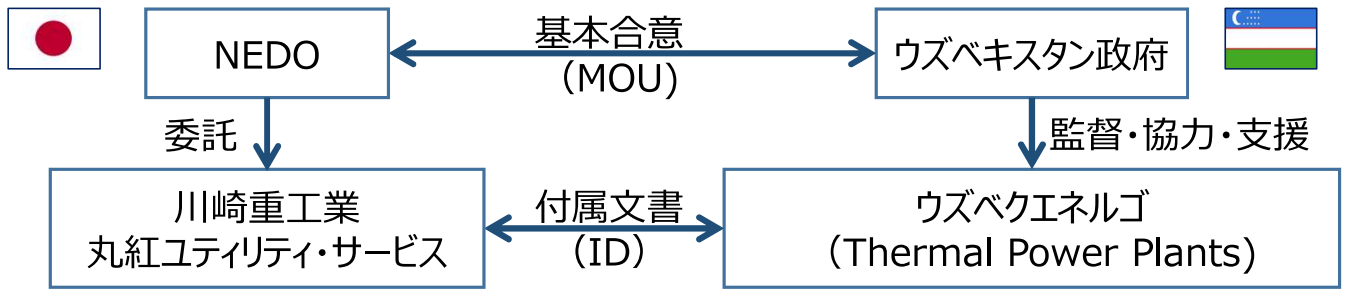 NEDO
基本合意
（MOU)
ウズベキスタン政府
委託
監督・協力・支援
川崎重工業
丸紅ユティリティ・サービス
付属文書
（ID）
ウズベクエネルゴ
（Thermal Power Plants)